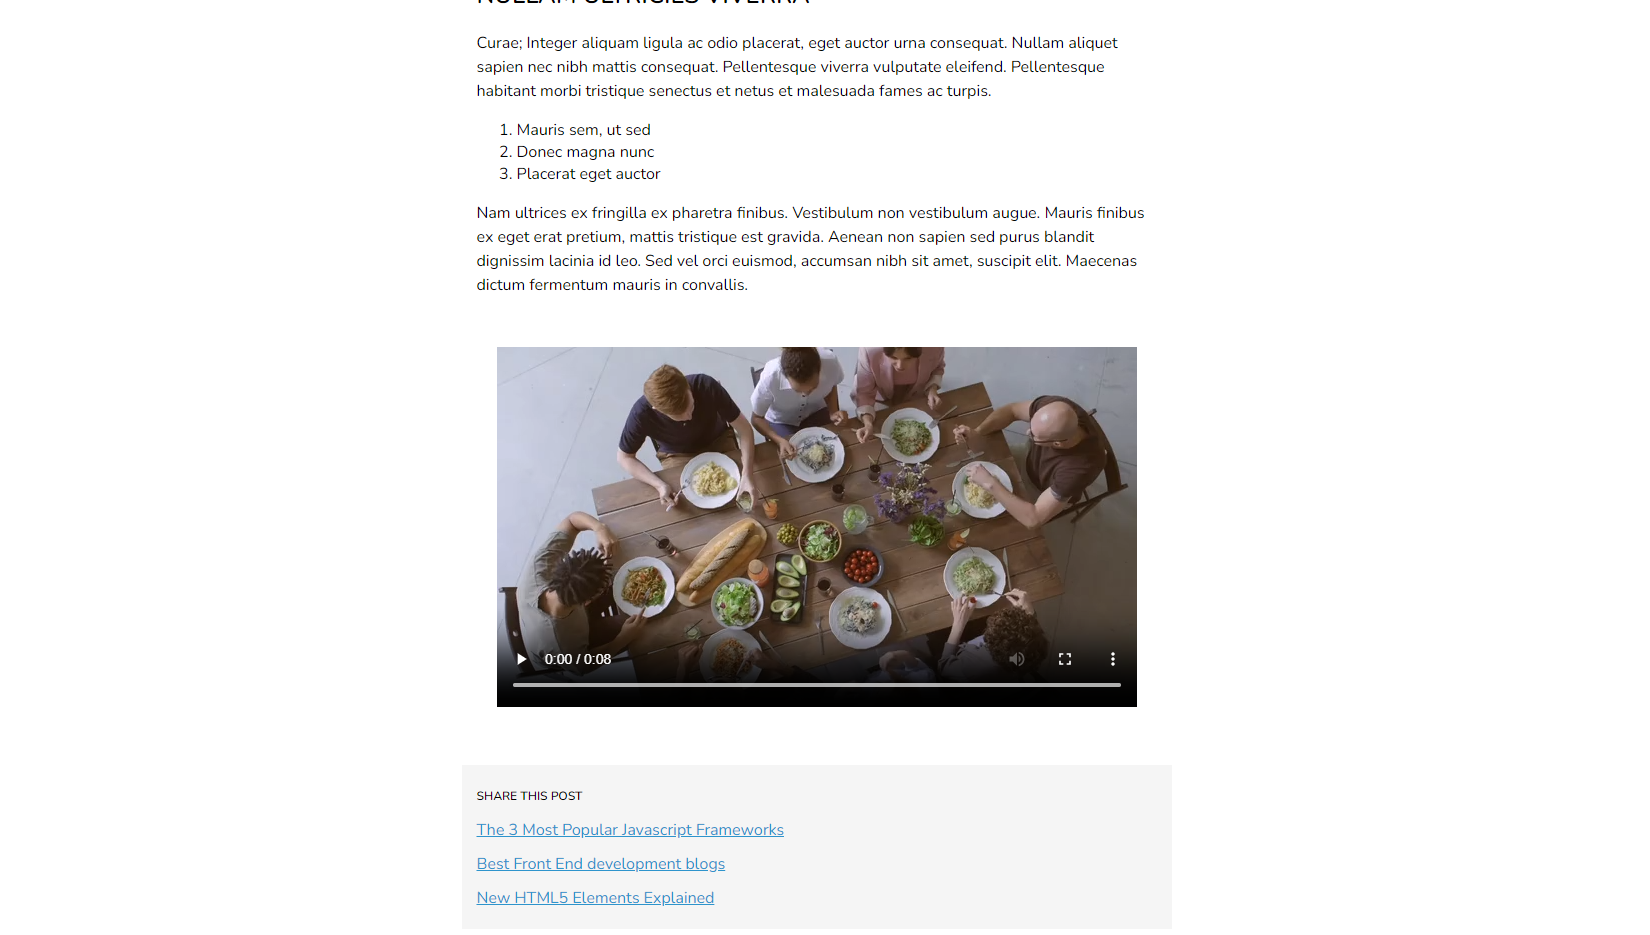 NULLAM ULTRICIES VIVERRA
Curae; Integer aliquam ligula ac odio placerat, eget auctor urna consequat. Nullam aliquet
sapien nec nibh mattis consequat. Pellentesque viverra vulputate eleifend. Pellentesque
habitant morbi tristique senectus et netus et malesuada fames ac turpis.
1. Mauris sem, ut sed
2. Donec magna nunc
3. Placerat eget auctor
Nam ultrices ex fringilla ex pharetra finibus. Vestibulum non vestibulum augue. Mauris finibus
ex eget erat pretium, mattis tristique est gravida. Aenean non sapien sed purus blandit
dignissim lacinia id leo. Sed vel orci euismod, accumsan nibh sit amet, suscipit elit. Maecenas
dictum fermentum mauris in convallis.
0:00 / 0:08
SHARE THIS POST
The 3 Most Popular Javascript Frameworks
Best Front End development blogs
New HTML5 Elements Explained